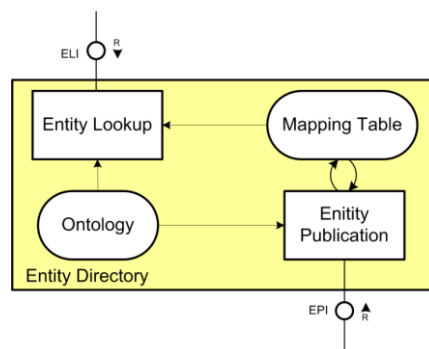 R
ELI
Entity Lookup
Mapping Table
Ontology
Enitity
Publication
Entity Directory
EPI
R